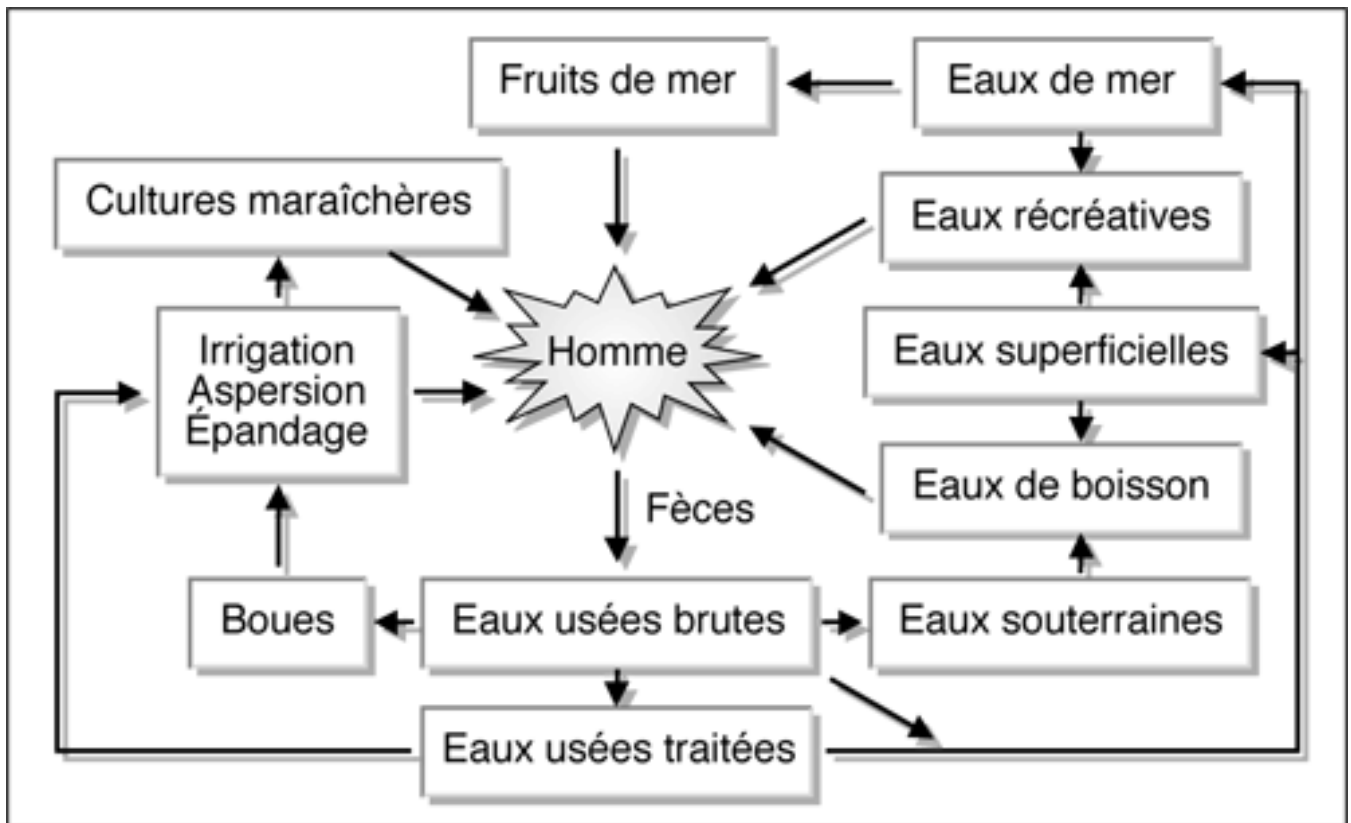 Fruits de mer
Eaux de mer
Cultures maraîchères
Eaux récréatives
Irrigation
Aspersion
Épandage
Homme
Eaux superficielles
Eaux de boisson
Fèces
Boues
Eaux usées brutes
Eaux souterraines
Eaux usées traitées